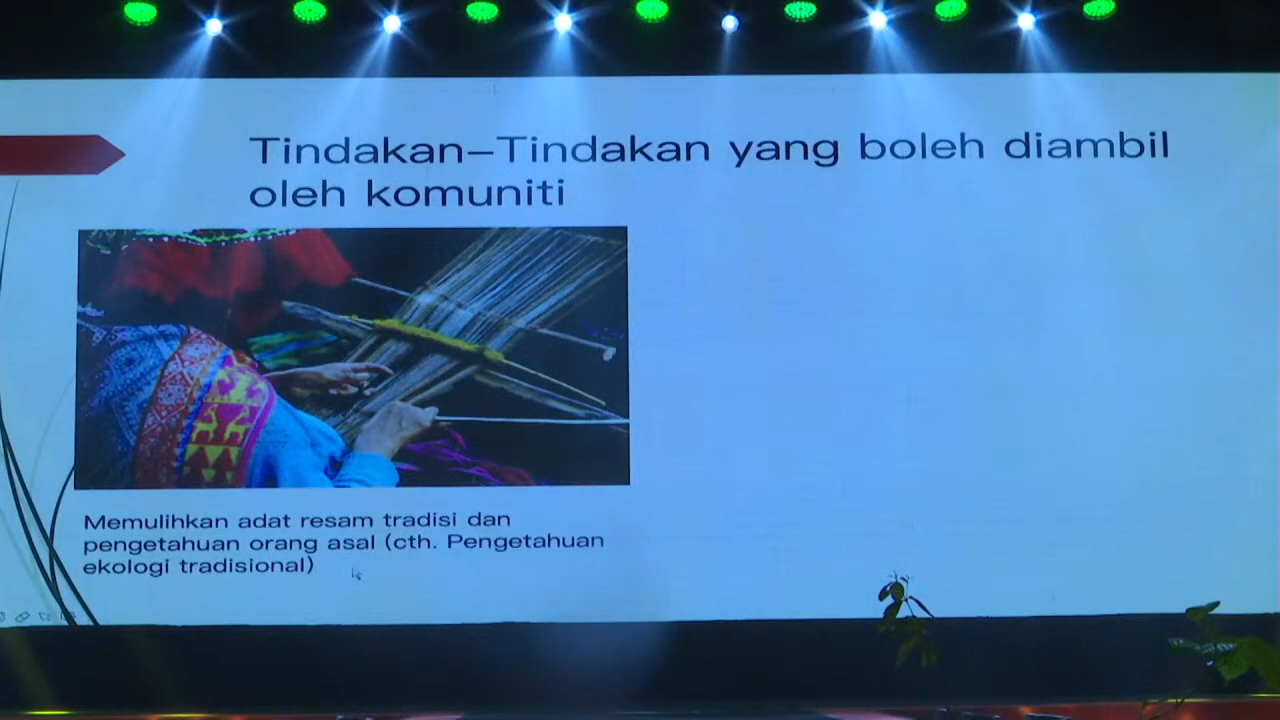 Tindakan–Tindakan yang boleh diambil
oleh komuniti
Memulihkan adat resam tradisi dan
pengetahuan orang asal (cth. Pengetahuan
ekologi tradisional)